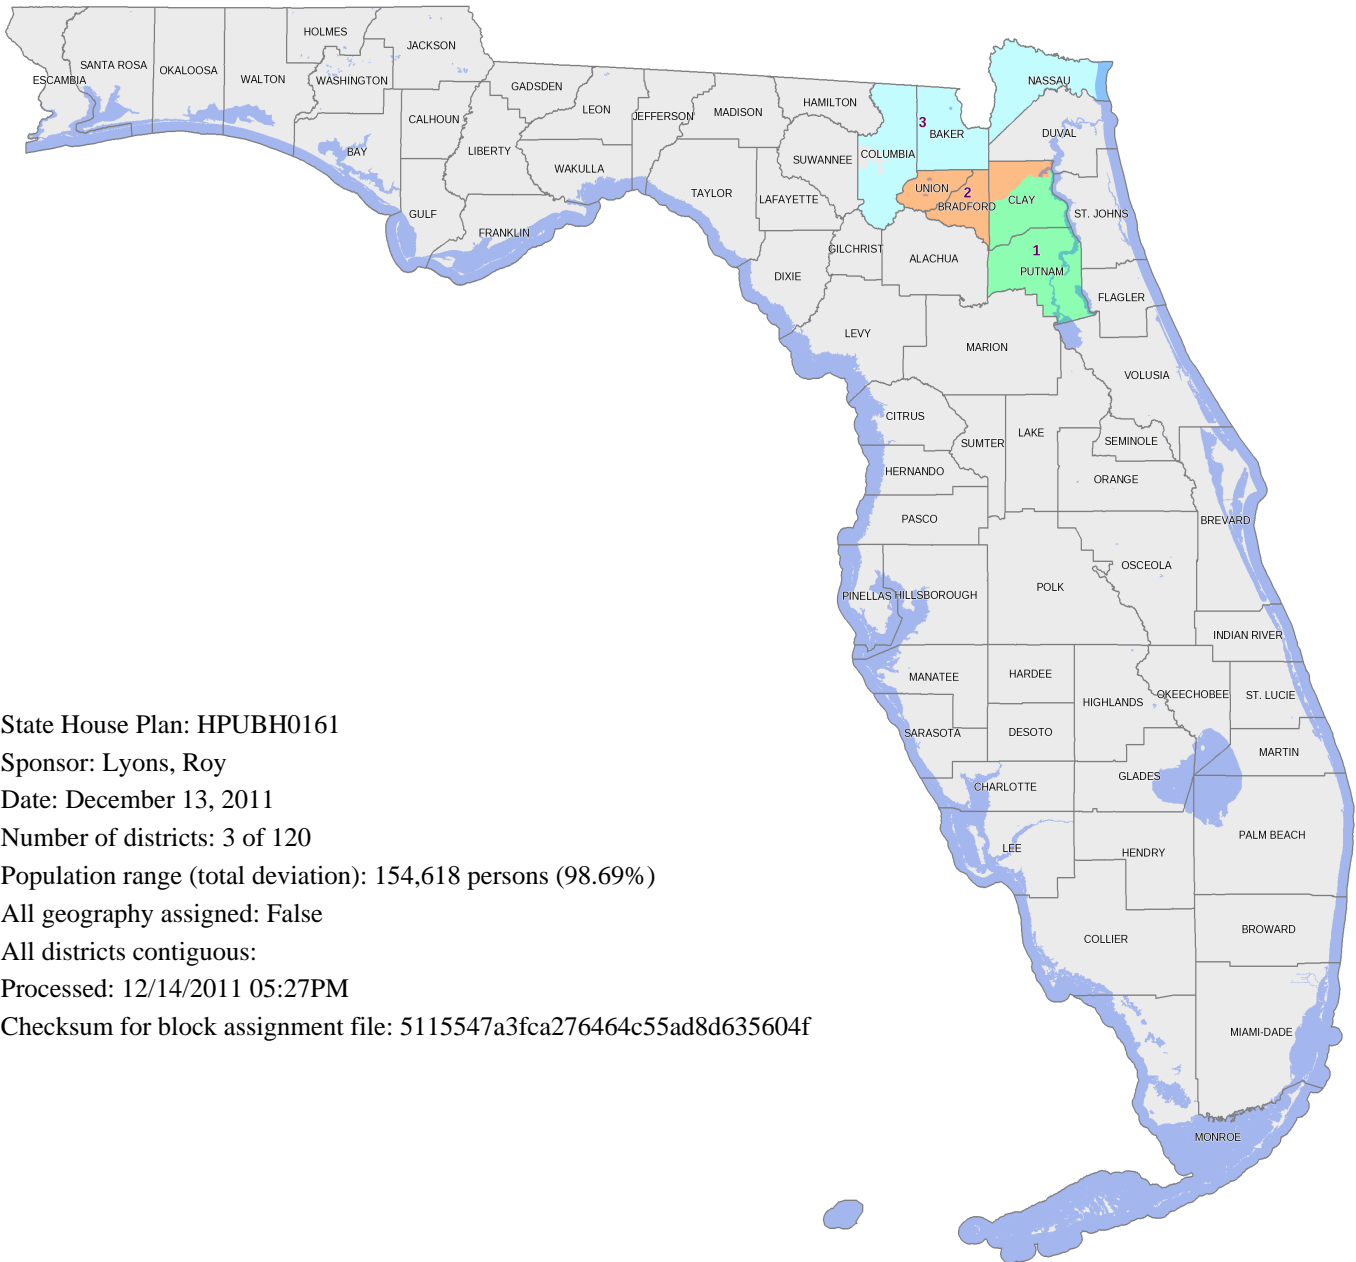 HOLMES
JACKSON
SANTA ROSA
OKALOOSA
ESCAMBIA
WALTON
WASHINGTON
GADSDEN
LEON
JEFFERSON
MADISON
HAMILTON
NASSAU
CALHOUN
3
BAKER
DUVAL
BAY
LIBERTY
SUWANNEE
COLUMBIA
WAKULLA
TAYLOR
LAFAYETTE
UNION
2
BRADFORD
CLAY
ST. JOHNS
GULF
FRANKLIN
GILCHRIST
ALACHUA
1
PUTNAM
DIXIE
FLAGLER
LEVY
MARION
VOLUSIA
CITRUS
SUMTER
LAKE
SEMINOLE
HERNANDO
ORANGE
PASCO
BREVARD
OSCEOLA
PINELLAS
HILLSBOROUGH
POLK
INDIAN RIVER
MANATEE
HARDEE
HIGHLANDS
OKEECHOBEE
ST. LUCIE
SARASOTA
DESOTO
MARTIN
CHARLOTTE
GLADES
LEE
HENDRY
PALM BEACH
COLLIER
BROWARD
MIAMI-DADE
MONROE
State House Plan: HPUBH0161
Sponsor: Lyons, Roy
Date: December 13, 2011
Number of districts: 3 of 120
Population range (total deviation): 154,618 persons (98.69%)
All geography assigned: False
All districts contiguous:
Processed: 12/14/2011 05:27PM
Checksum for block assignment file: 5115547a3fca276464c55ad8d635604f